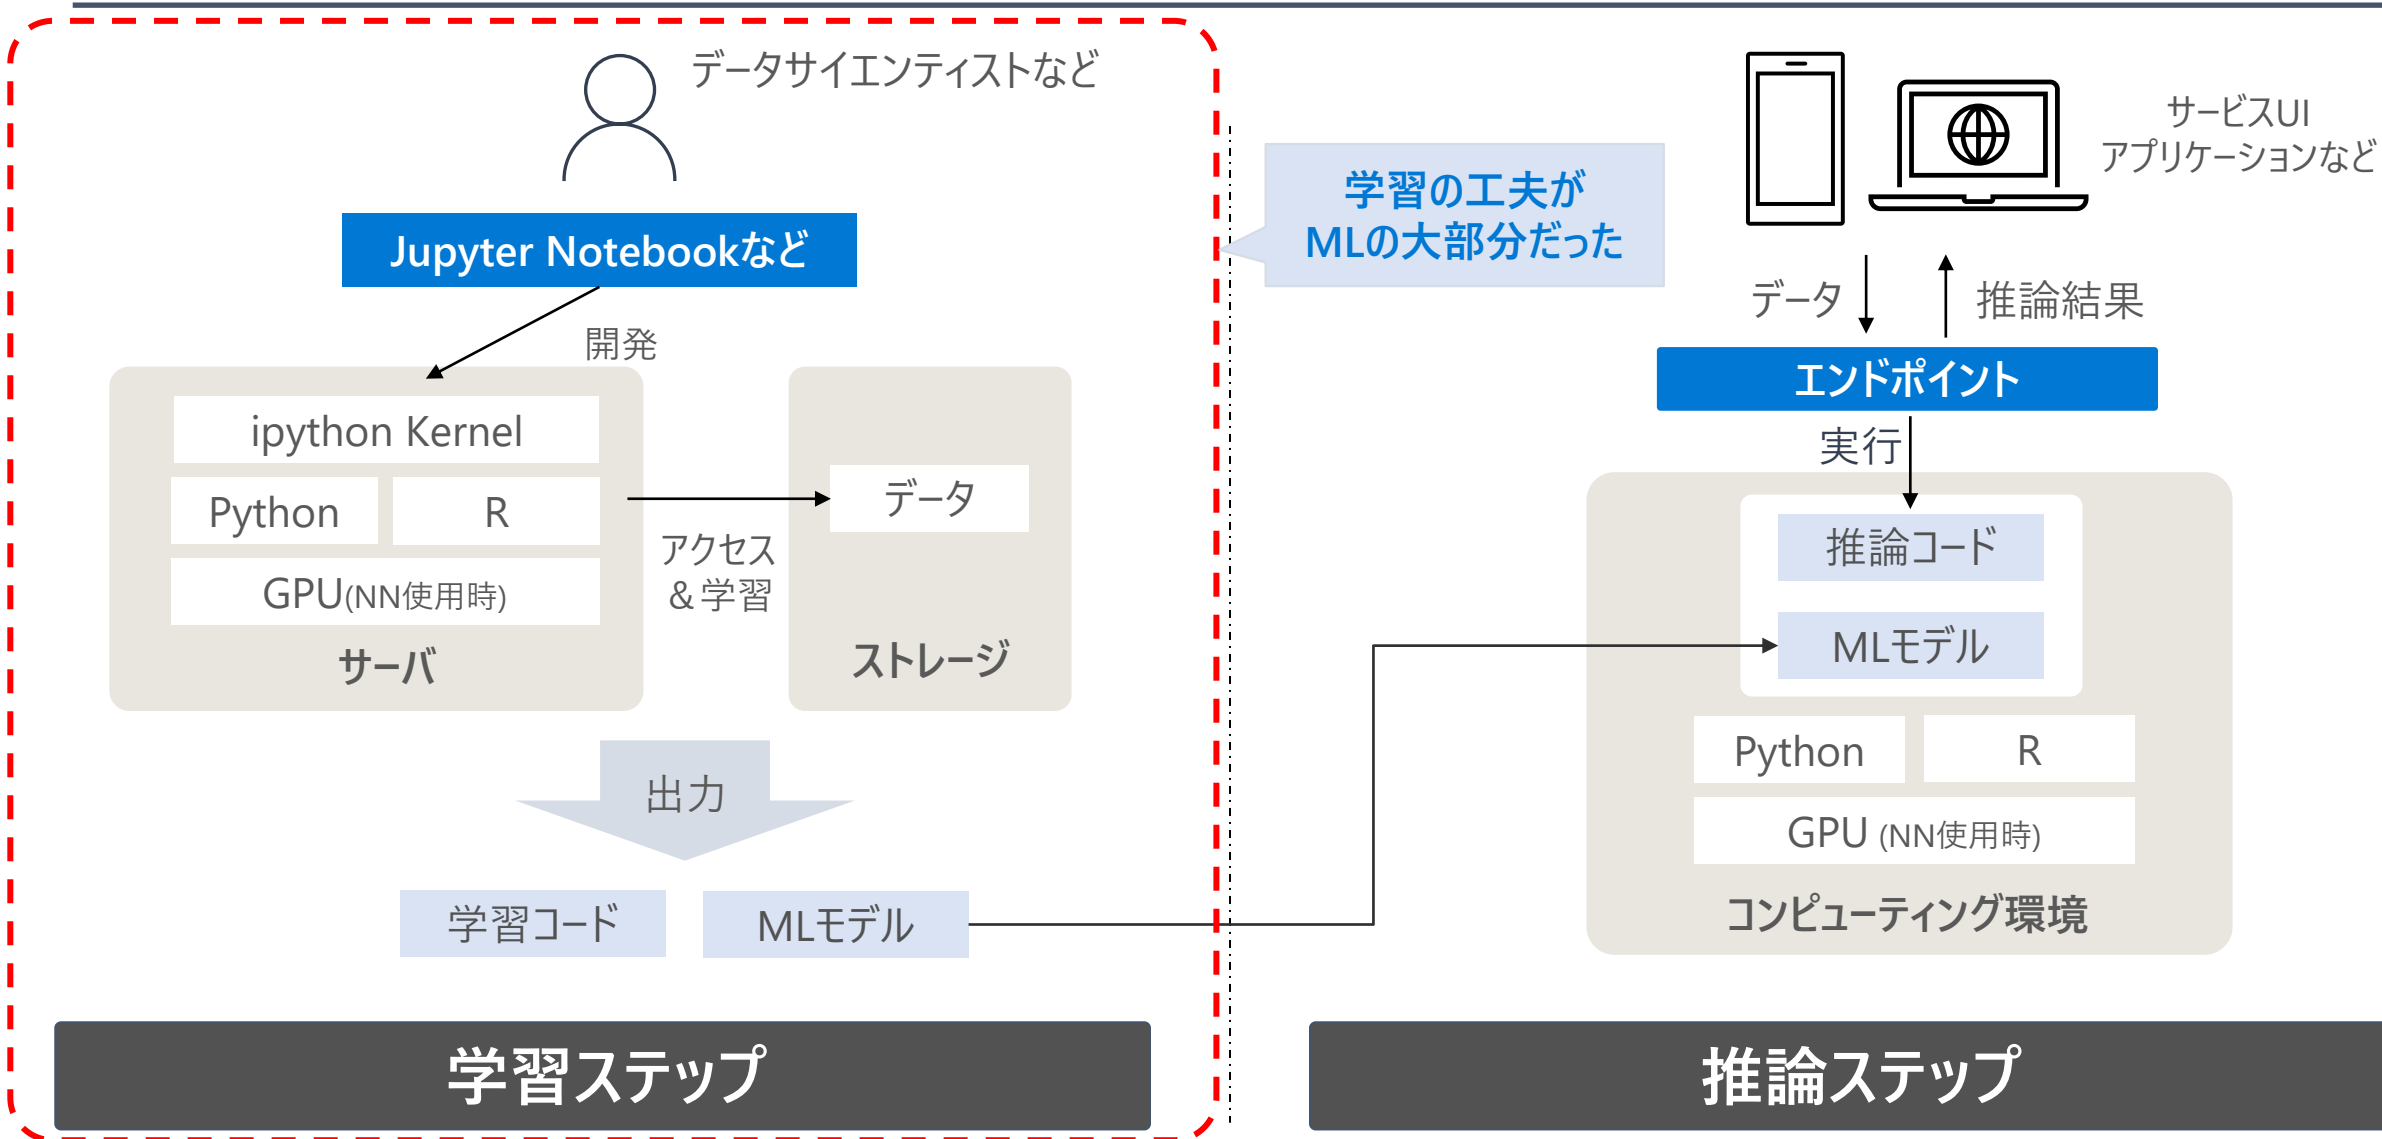 データサイエンティストなど
Jupyter Notebookなど
開発
ipython Kernel
Python
R
GPU(NN使用時)
サーバ
アクセス
＆学習
データ
ストレージ
出力
学習コード
MLモデル
学習ステップ
学習の工夫が
MLの大部分だった
サービスUI
アプリケーションなど
データ
推論結果
エンドポイント
実行
推論コード
MLモデル
Python
R
GPU (NN使用時)
コンピューティング環境
推論ステップ